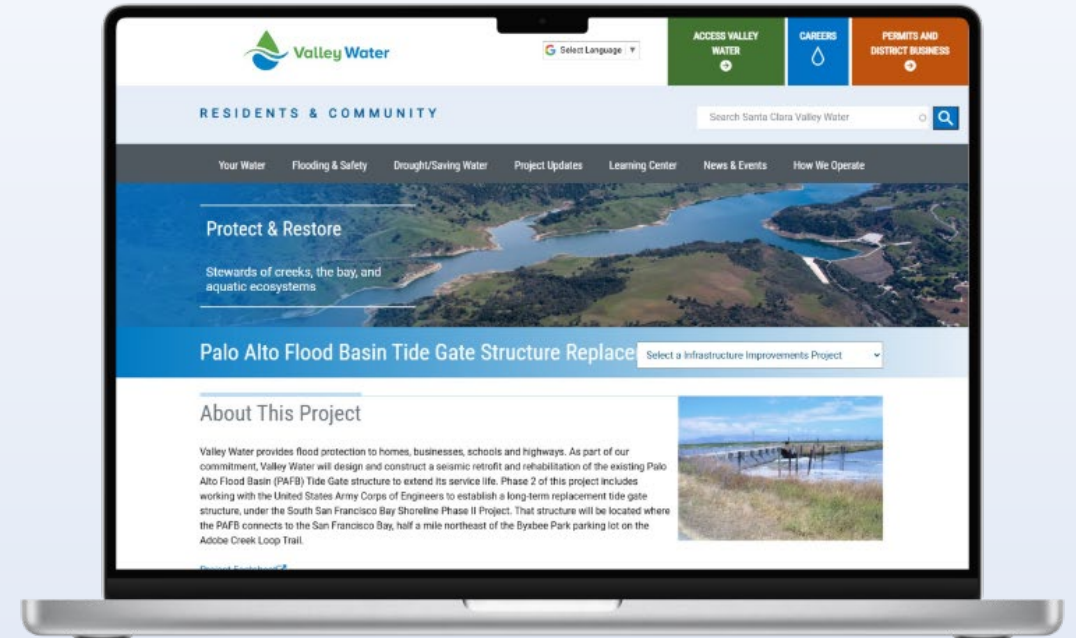 Valley Water
Select Language
ACCESS VALLEY
WATER
CAREERS
PERMITS AND
DISTRICT BUSINESS
RESIDENTS & COMMUNITY
Search Santa Clara Valley Water
Your Water Flooding & Safety Drought/Saving Water Project Updates Learning Center News & Events How We Operate
Protect & Restore
Stewards of creeks, the bay, and
aquatic ecosystems
Palo Alto Flood Basin Tide Gate Structure Replace
Select a Infrastructure Improvements Project
About This Project
Valley Water provides flood protection to homes, businesses, schools and highways. As part of our
commitment, Valley Water will design and construct a seismic retrofit and rehabilitation of the existing Palo
Alto Flood Basin (PAFB) Tide Gate structure to extend its service life. Phase 2 of this project includes
working with the United States Army Corps of Engineers to establish a long-term replacement tide gate
structure, under the South San Francisco Bay Shoreline Phase II Project. That structure will be located where
the PAFB connects to the San Francisco Bay, half a mile northeast of the Byxbee Park parking lot on the
Adobe Creek Loop Trail.